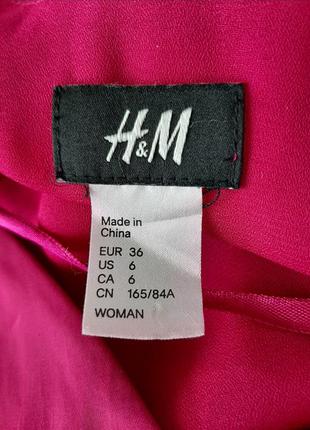 H&M
Made in
China
EUR 36
US 6
CA 6
CN 165/84A
WOMAN